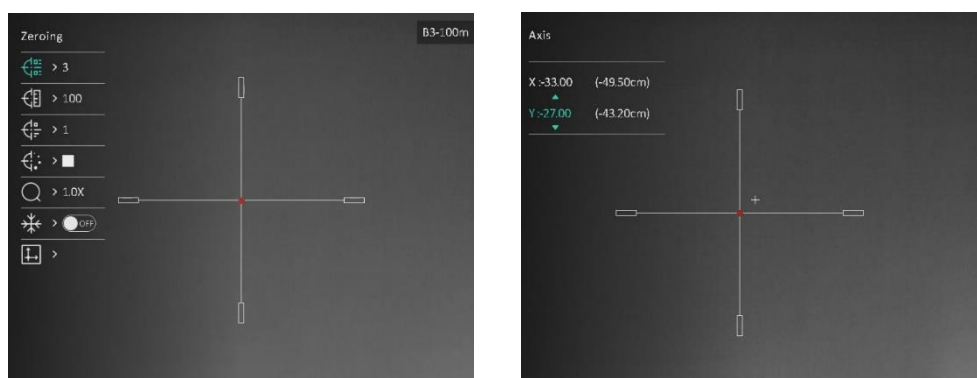 Zeroing
B3-100m
> 3
> 100
> 1
>
> 1.0X
> OFF
>
Axis
X :-33.00 (-49.50cm)
Y :-27.00 (-43.20cm)